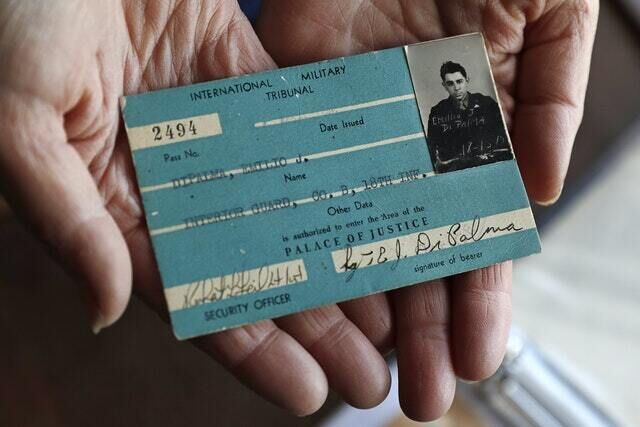 INTERNATIONAL MILITARY
TRIBUNAL
2494
Pass No.
Date Issued
DiPALMA, EMILIO J.
Name
INTERIOR GUARD, CO. B, 18TH INF.
Other Data
is authorized to enter the Area of the
PALACE OF JUSTICE
SECURITY OFFICER
E. J. DiPalma
signature of bearer
Emilio J
Di Palma